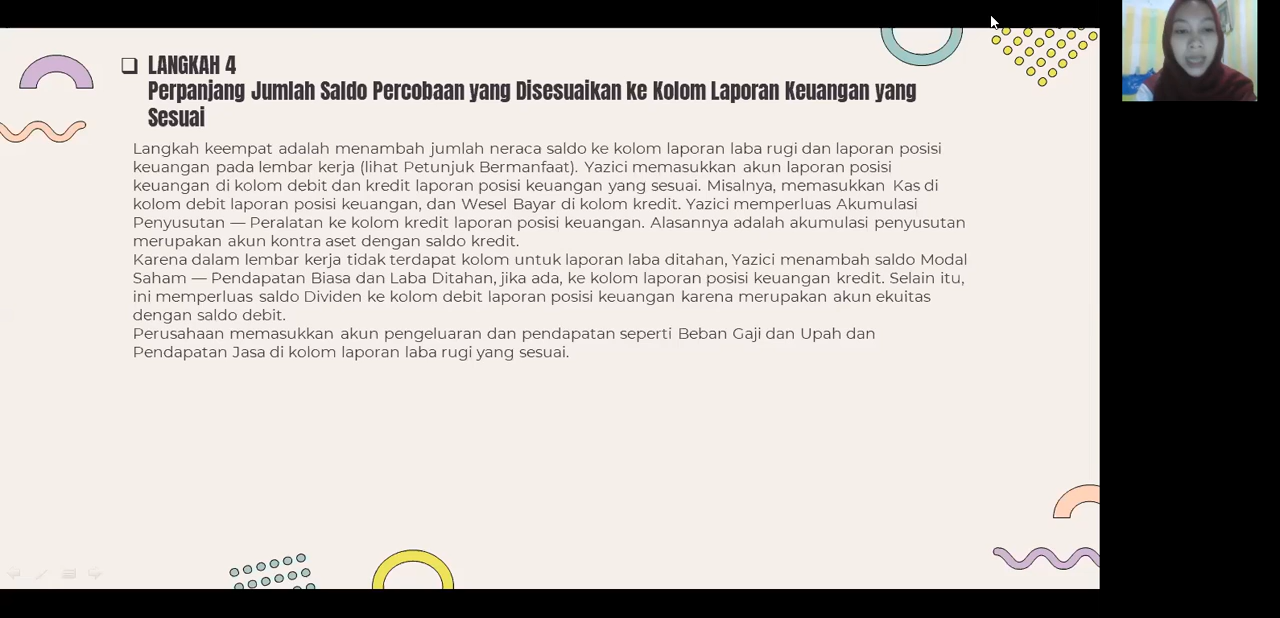 LANGKAH 4
Perpanjang Jumlah Saldo Percobaan yang Disesuaikan ke Kolom Laporan Keuangan yang
Sesuai
Langkah keempat adalah menambah jumlah neraca saldo ke kolom laporan laba rugi dan laporan posisi
keuangan pada lembar kerja (lihat Petunjuk Bermanfaat). Yazici memasukkan akun laporan posisi
keuangan di kolom debit dan kredit laporan posisi keuangan yang sesuai. Misalnya, memasukkan Kas di
kolom debit laporan posisi keuangan, dan Wesel Bayar di kolom kredit. Yazici memperluas Akumulasi
Penyusutan — Peralatan ke kolom kredit laporan posisi keuangan. Alasannya adalah akumulasi penyusutan
merupakan akun kontra aset dengan saldo kredit.
Karena dalam lembar kerja tidak terdapat kolom untuk laporan laba ditahan, Yazici menambah saldo Modal
Saham — Pendapatan Biasa dan Laba Ditahan, jika ada, ke kolom laporan posisi keuangan kredit. Selain itu,
ini memperluas saldo Dividen ke kolom debit laporan posisi keuangan karena merupakan akun ekuitas
dengan saldo debit.
Perusahaan memasukkan akun pengeluaran dan pendapatan seperti Beban Gaji dan Upah dan
Pendapatan Jasa di kolom laporan laba rugi yang sesuai.